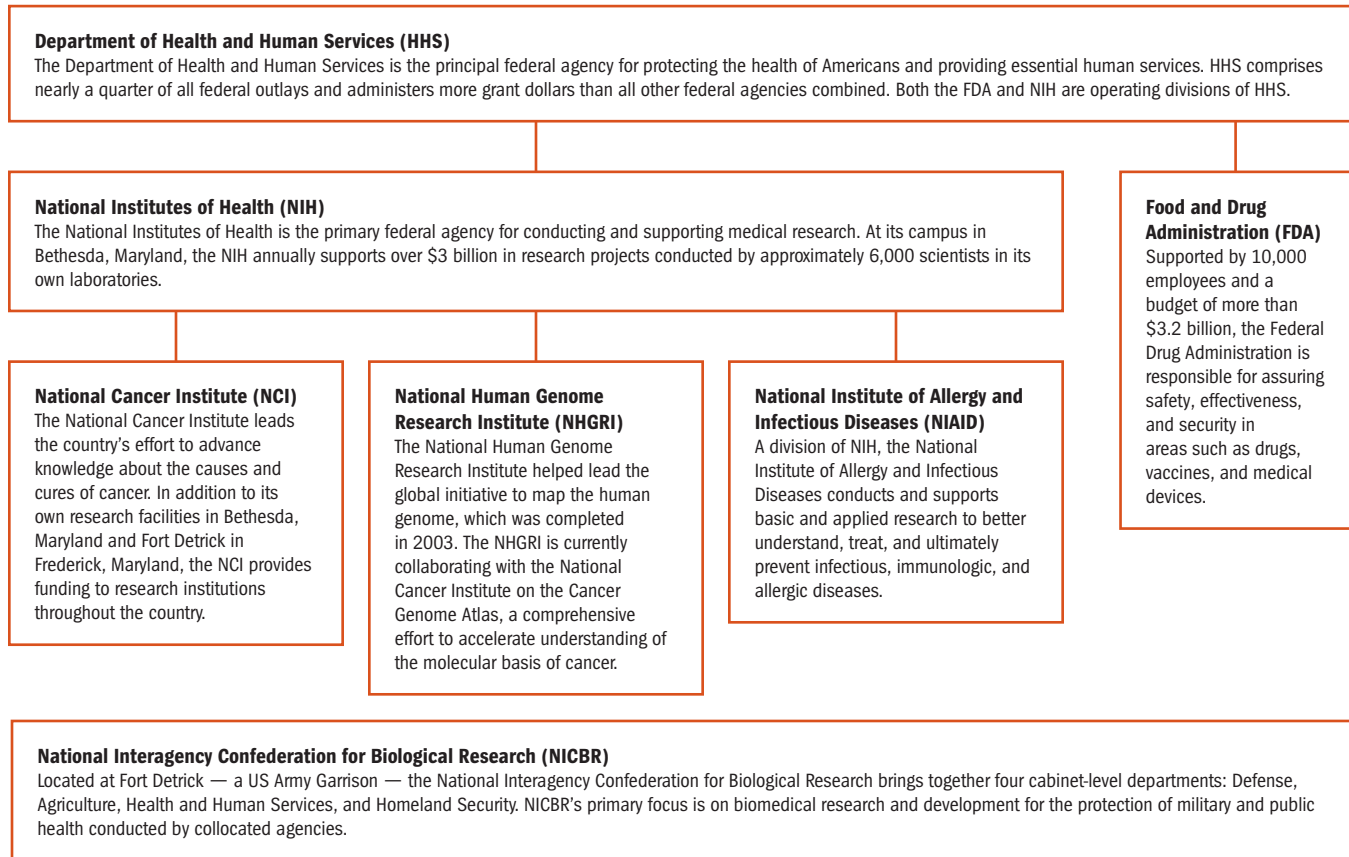 Department of Health and Human Services (HHS)
The Department of Health and Human Services is the principal federal agency for protecting the health of Americans and providing essential human services. HHS comprises
nearly a quarter of all federal outlays and administers more grant dollars than all other federal agencies combined. Both the FDA and NIH are operating divisions of HHS.
National Institutes of Health (NIH)
The National Institutes of Health is the primary federal agency for conducting and supporting medical research. At its campus in
Bethesda, Maryland, the NIH annually supports over $3 billion in research projects conducted by approximately 6,000 scientists in its
own laboratories.
Food and Drug
Administration (FDA)
Supported by 10,000
employees and a
budget of more than
$3.2 billion, the Federal
Drug Administration is
responsible for assuring
safety, effectiveness,
and security in
areas such as drugs,
vaccines, and medical
devices.
National Cancer Institute (NCI)
The National Cancer Institute leads
the country's effort to advance
knowledge about the causes and
cures of cancer. In addition to its
own research facilities in Bethesda,
Maryland and Fort Detrick in
Frederick, Maryland, the NCI provides
funding to research institutions
throughout the country.
National Human Genome
Research Institute (NHGRI)
The National Human Genome
Research Institute helped lead the
global initiative to map the human
genome, which was completed
in 2003. The NHGRI is currently
collaborating with the National
Cancer Institute on the Cancer
Genome Atlas, a comprehensive
effort to accelerate understanding of
the molecular basis of cancer.
National Institute of Allergy and
Infectious Diseases (NIAID)
A division of NIH, the National
Institute of Allergy and Infectious
Diseases conducts and supports
basic and applied research to better
understand, treat, and ultimately
prevent infectious, immunologic, and
allergic diseases.
National Interagency Confederation for Biological Research (NICBR)
Located at Fort Detrick — a US Army Garrison — the National Interagency Confederation for Biological Research brings together four cabinet-level departments: Defense,
Agriculture, Health and Human Services, and Homeland Security. NICBR's primary focus is on biomedical research and development for the protection of military and public
health conducted by collocated agencies.